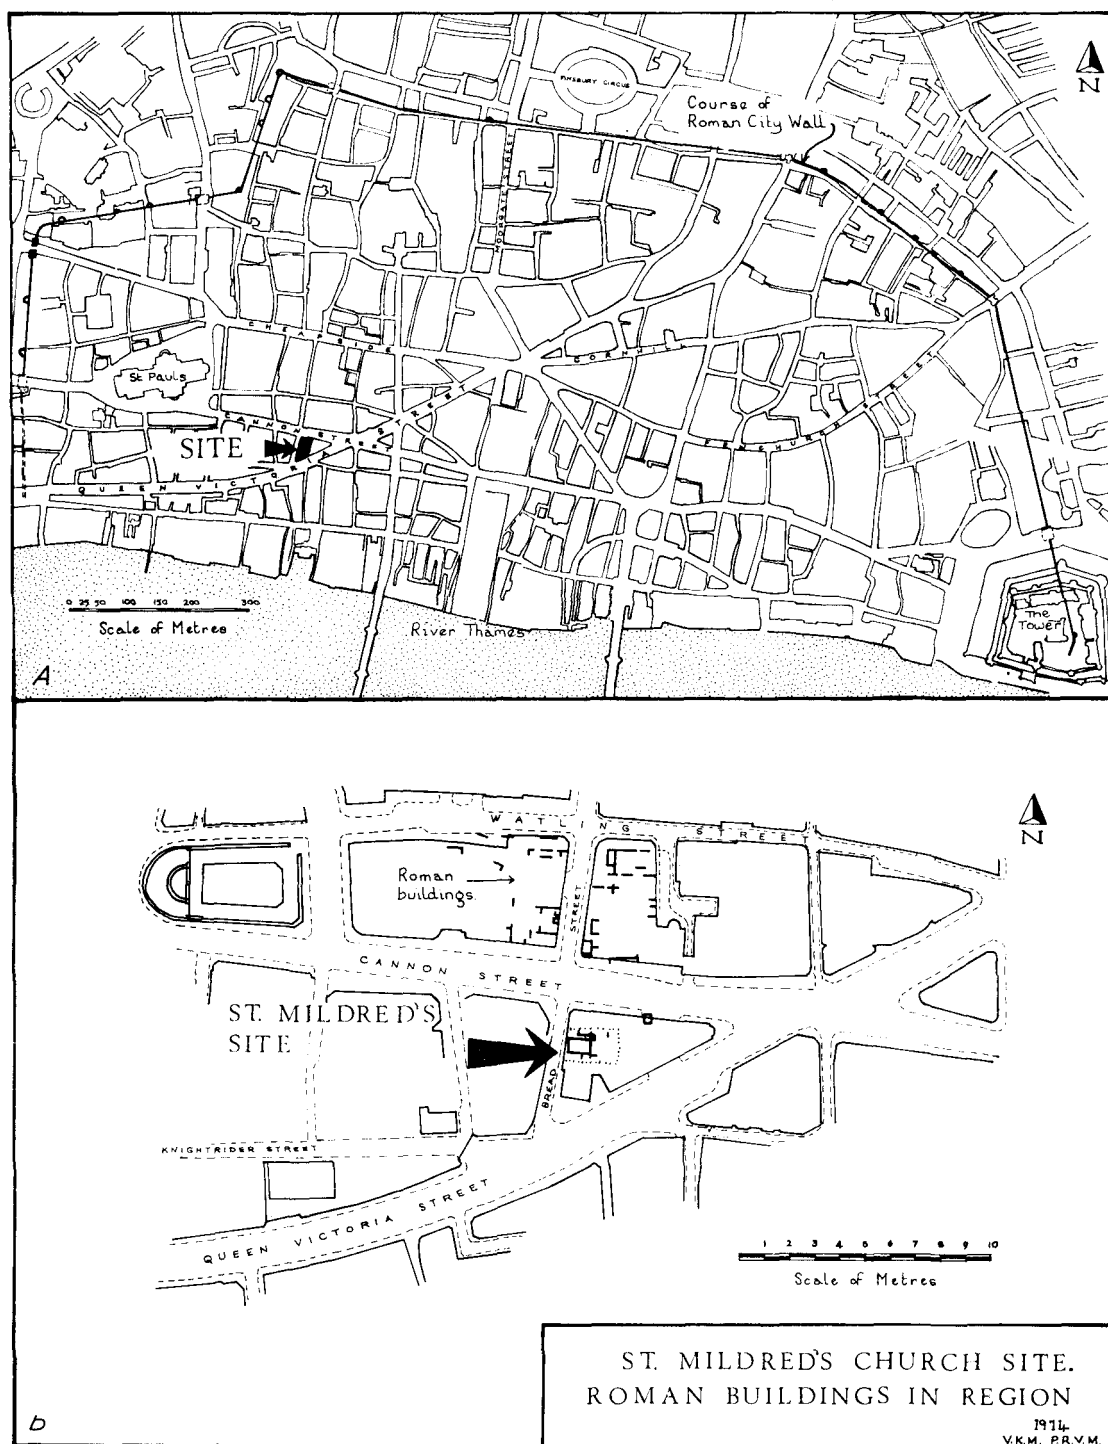 FINSBURY CIRCUS
N
Course of
Roman City Wall
MOORGATE STREET
CHEAPSIDE
CORNHILL
St Pauls
CANNON STREET
SITE
QUEEN VICTORIA STREET
FENCHURCH STREET
0 25 50 100 150 200 300
Scale of Metres
River Thames
The
TOWER
A
WATLING STREET
N
Roman
buildings
BREAD STREET
CANNON STREET
ST. MILDRED'S
SITE
KNIGHTRIDER STREET
QUEEN VICTORIA STREET
1 2 3 4 5 6 7 8 9 10
Scale of Metres
ST. MILDRED'S CHURCH SITE.
ROMAN BUILDINGS IN REGION
1974
V.K.M. P.R.V.M.
b